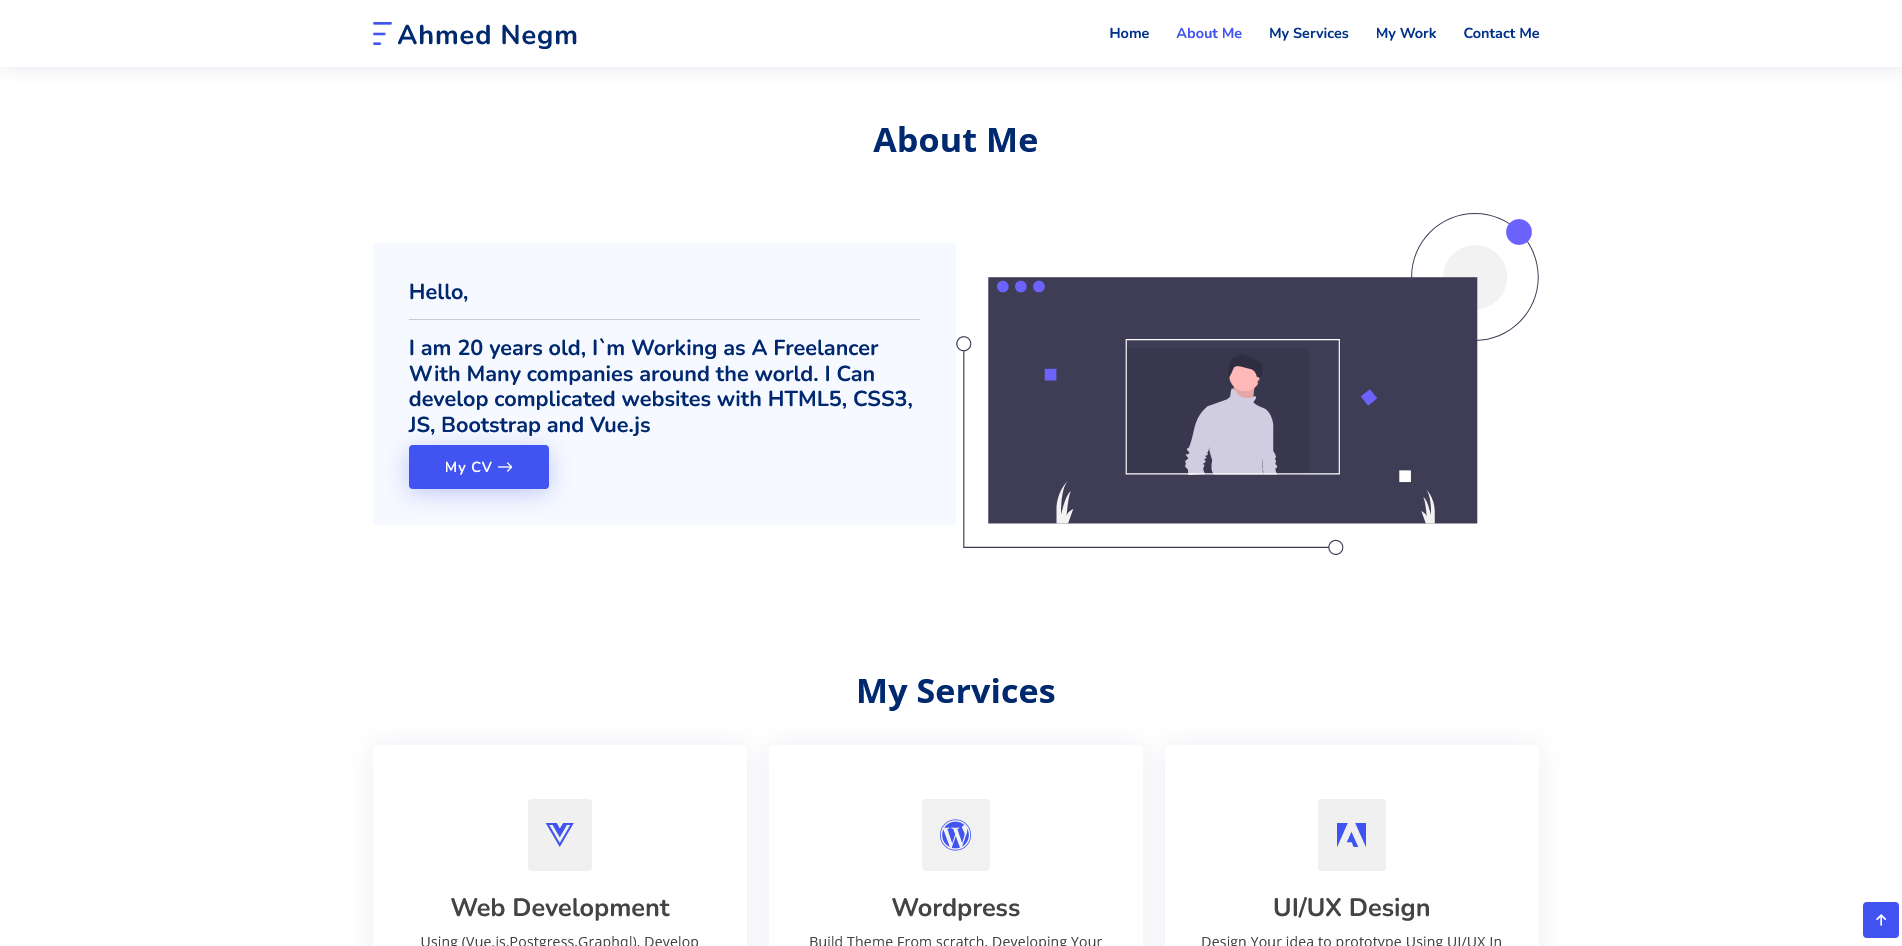 Ahmed Negm
Home
About Me
My Services
My Work
Contact Me
About Me
Hello,
I am 20 years old, I`m Working as A Freelancer
With Many companies around the world. I Can
develop complicated websites with HTML5, CSS3,
JS, Bootstrap and Vue.js
My CV
My Services
Web Development
Using (Vue.js,Postgress,Graphql), Develop
Wordpress
Build Theme From scratch, Developing Your
UI/UX Design
Design Your idea to prototype Using UI/UX In